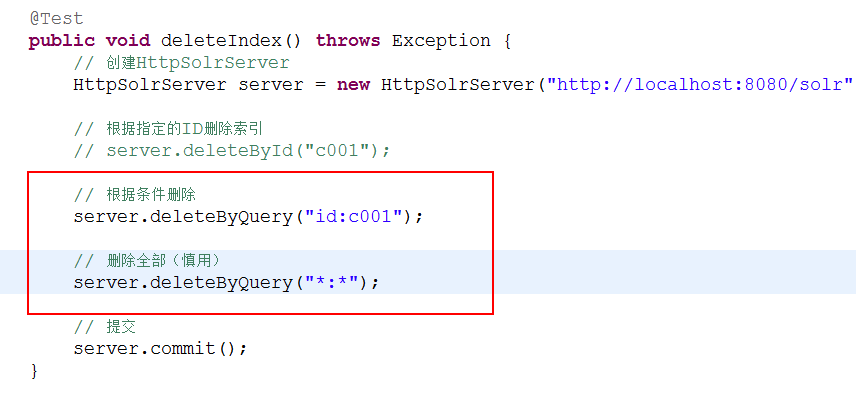 @Test
public void deleteIndex() throws Exception {
// 创建HttpSolrServer
HttpSolrServer server = new HttpSolrServer("http://localhost:8080/solr"
// 根据指定的ID删除索引
// server.deleteById("c001");
// 根据条件删除
server.deleteByQuery("id:c001");
// 删除全部（慎用）
server.deleteByQuery("*:*");
// 提交
server.commit();
}